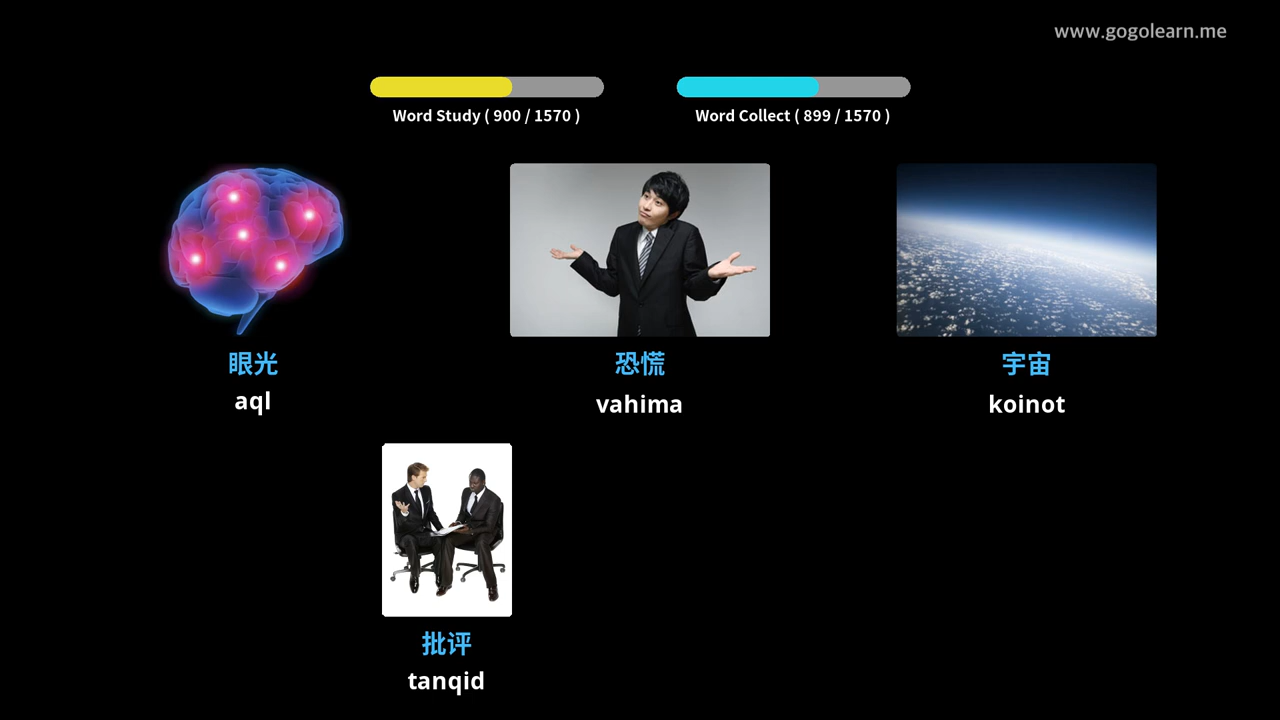 www.gogolearn.me
Word Study ( 900 / 1570 )
Word Collect ( 899 / 1570 )
眼光
aql
恐慌
vahima
宇宙
koinot
批评
tanqid